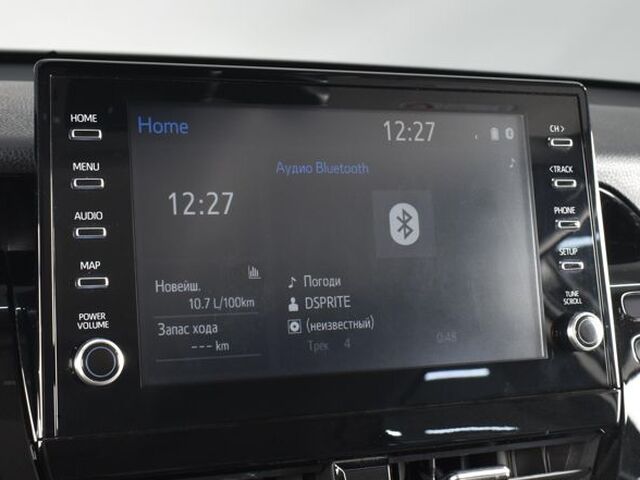 HOME
MENU
AUDIO
MAP
POWER
VOLUME
Home
12:27
Аудио Bluetooth
12:27
Новейш.
10.7 L/100km
Запас хода
--- km
Погоди
DSPRITE
(неизвестный)
Трек 4
0:45
CH>
<TRACK
PHONE
SETUP
TUNE
SCROLL